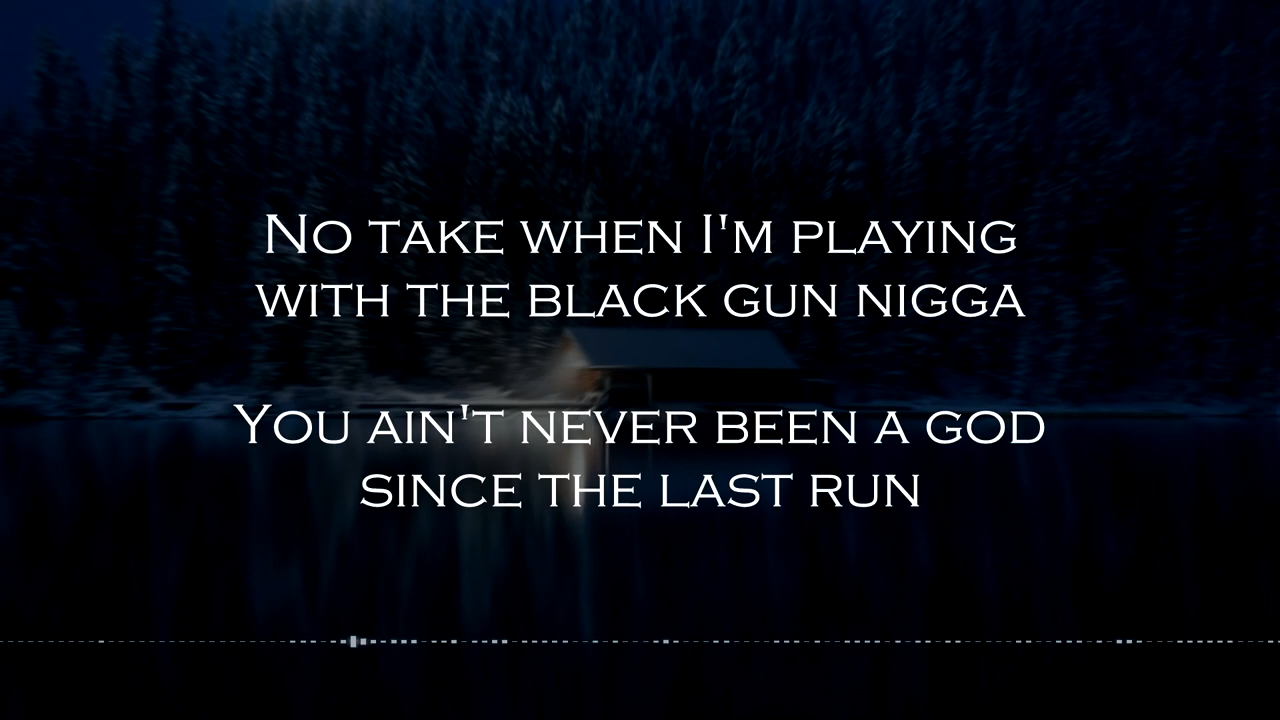 No take when I'm playing
with the black gun nigga
You ain't never been a god
since the last run